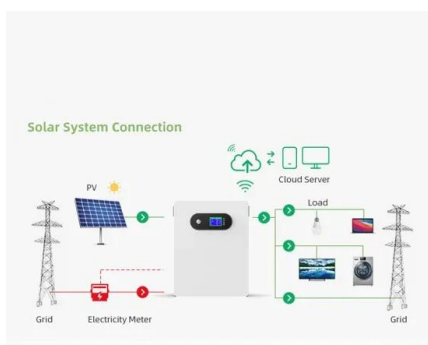 Solar System Connection
Cloud Server
PV
Load
Grid
Electricity Meter
Grid